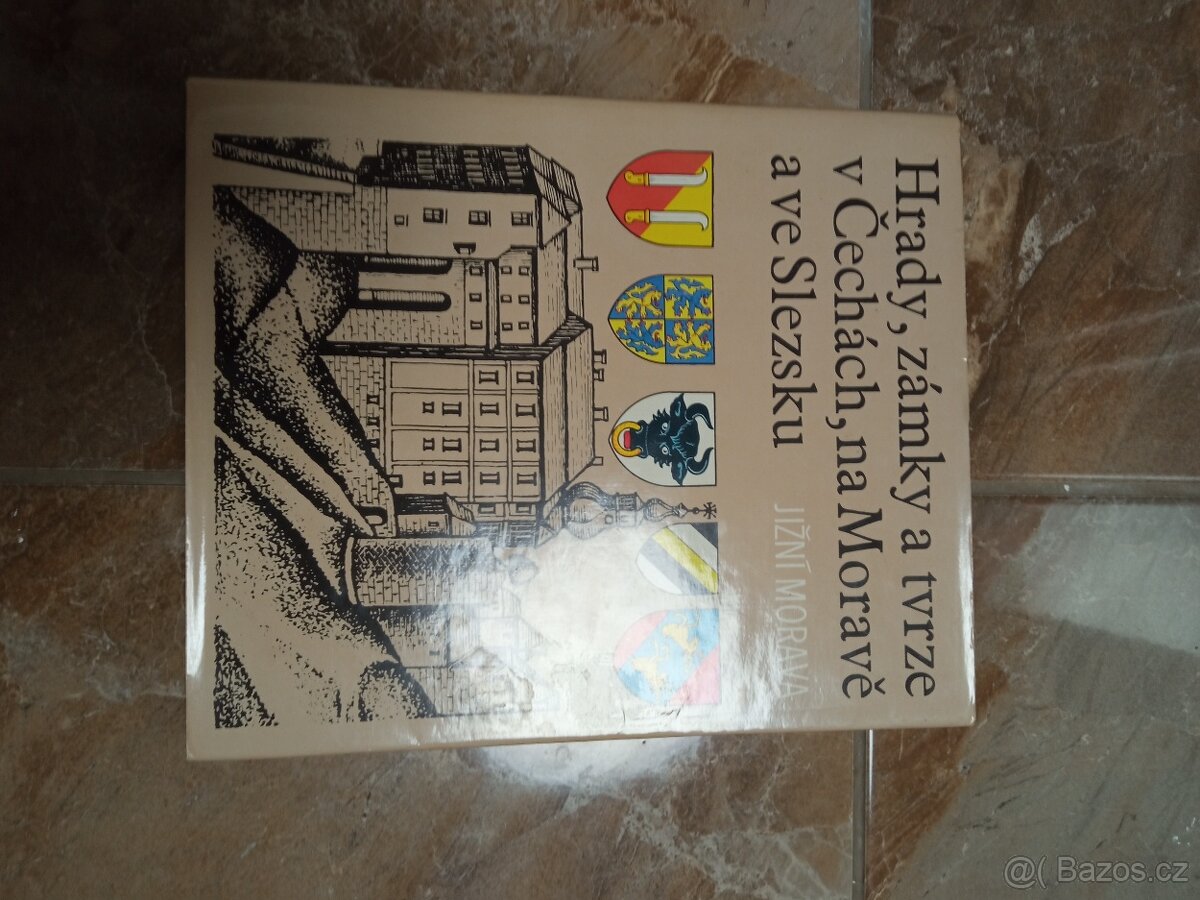 Hrady, zámky a tvrze
v Čechách, na Moravě
a ve Slezsku
JIŽNÍ MORAVA
@( Bazos.cz